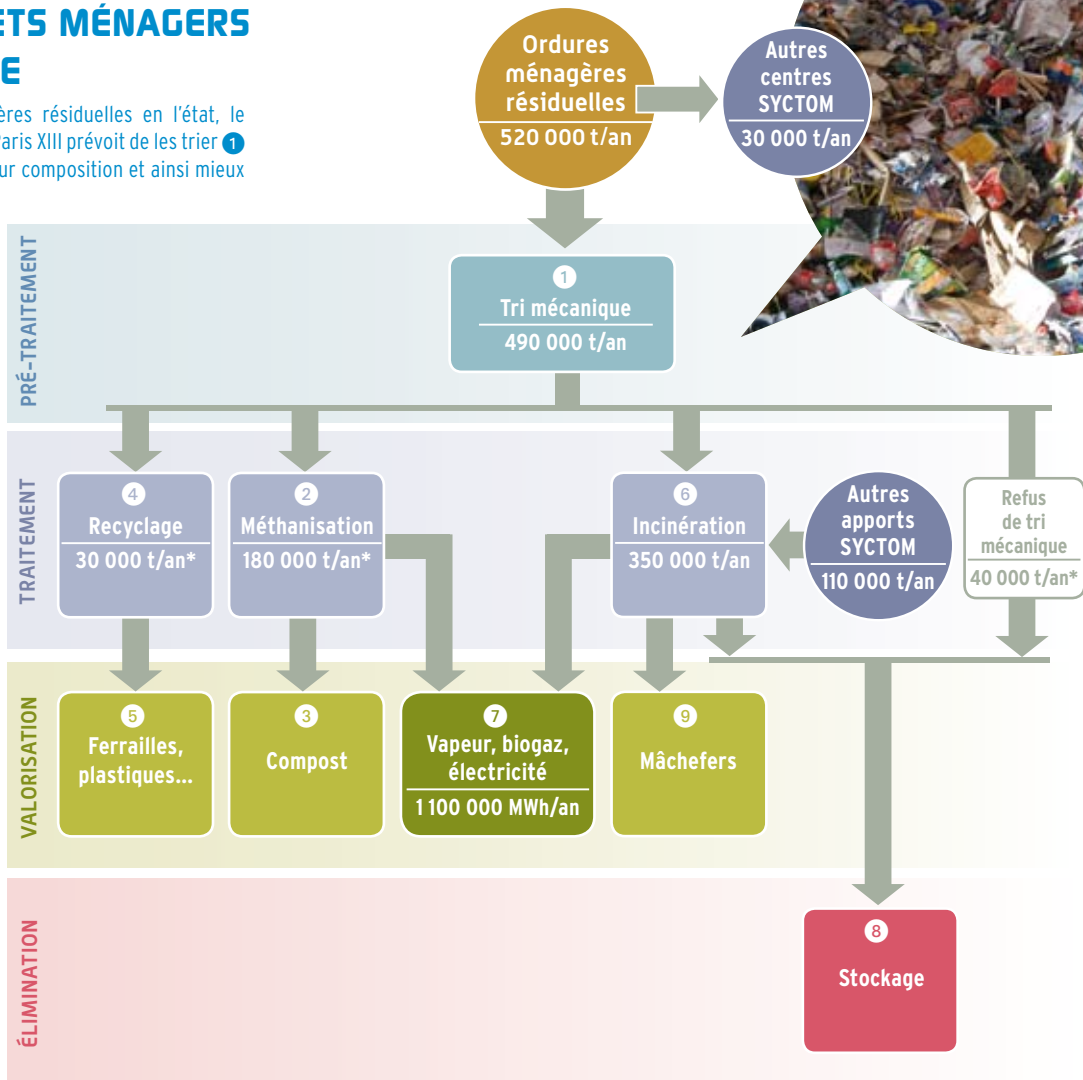 ETS MÉNAGERS
E
ères résiduelles en l'état, le
Paris XIII prévoit de les trier 1
ur composition et ainsi mieux
Ordures
ménagères
résiduelles
520 000 t/an
Autres
centres
SYCTOM
30 000 t/an
PRÉ-TRAITEMENT
1
Tri mécanique
490 000 t/an
TRAITEMENT
4
Recyclage
30 000 t/an*
2
Méthanisation
180 000 t/an*
6
Incinération
350 000 t/an
Autres
apports
SYCTOM
110 000 t/an
Refus
de tri
mécanique
40 000 t/an*
VALORISATION
5
Ferrailles,
plastiques...
3
Compost
7
Vapeur, biogaz,
électricité
1 100 000 MWh/an
9
Mâchefers
ÉLIMINATION
8
Stockage